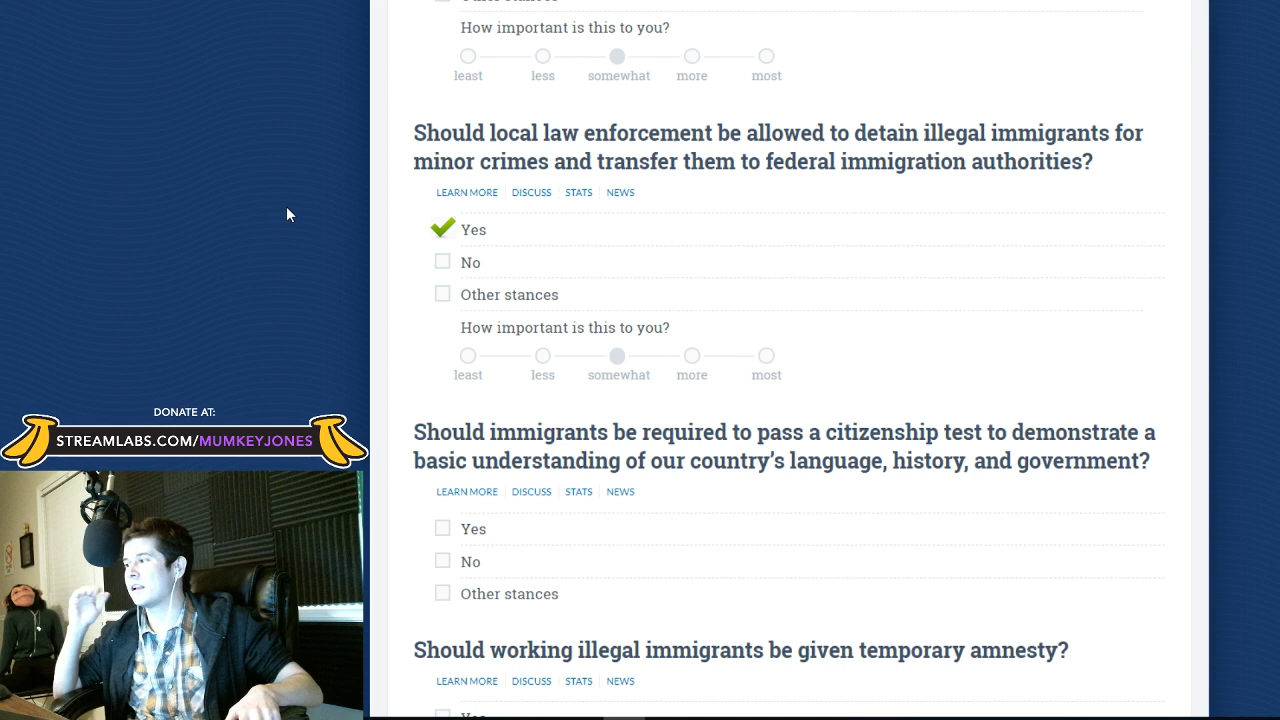 How important is this to you?
least less somewhat more most
Should local law enforcement be allowed to detain illegal immigrants for
minor crimes and transfer them to federal immigration authorities?
LEARN MORE DISCUSS STATS NEWS
Yes
No
Other stances
How important is this to you?
least less somewhat more most
Should immigrants be required to pass a citizenship test to demonstrate a
basic understanding of our country’s language, history, and government?
LEARN MORE DISCUSS STATS NEWS
Yes
No
Other stances
Should working illegal immigrants be given temporary amnesty?
LEARN MORE DISCUSS STATS NEWS
DONATE AT:
STREAMLABS.COM/MUMKEYJONES